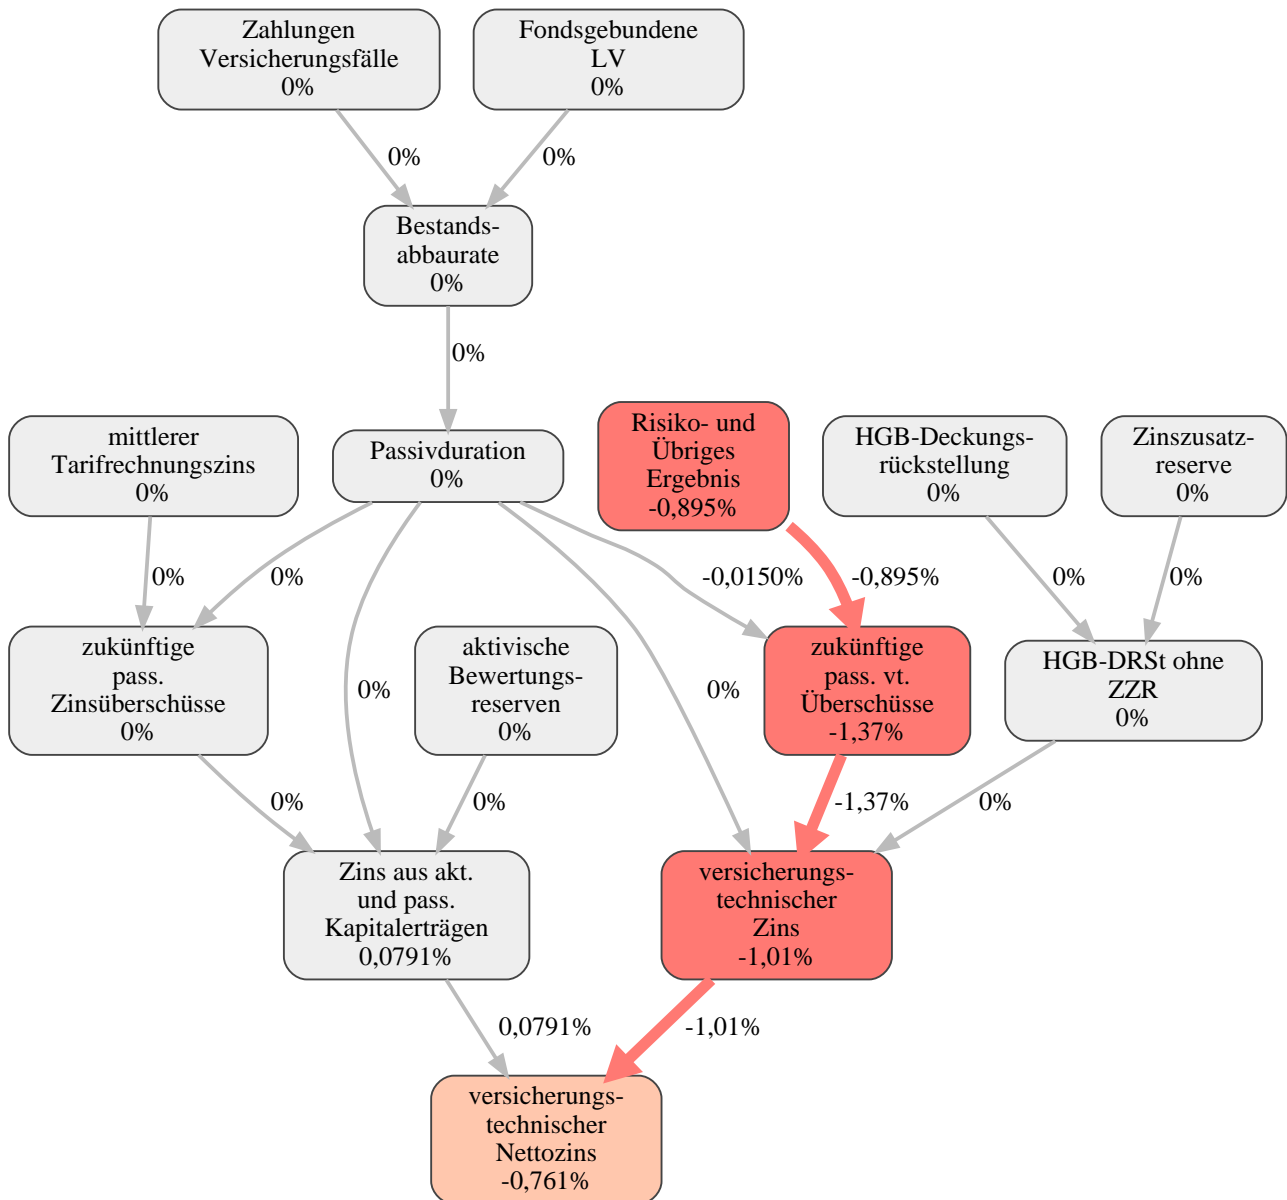 Zahlungen
Versicherungsfälle
0%
Fondsgebundene
LV
0%
0%
0%
Bestands-
abbaurate
0%
0%
mittlerer
Tarifrechnungszins
0%
Passivduration
0%
Risiko- und
Übriges
Ergebnis
-0,895%
HGB-Deckungs-
rückstellung
0%
Zinszusatz-
reserve
0%
0%
0%
-0,0150%
-0,895%
0%
0%
zukünftige
pass.
Zinsüberschüsse
0%
aktivische
Bewertungs-
reserven
0%
zukünftige
pass. vt.
Überschüsse
-1,37%
HGB-DRSt ohne
ZZR
0%
0%
0%
0%
0%
-1,37%
0%
Zins aus akt.
und pass.
Kapitalerträgen
0,0791%
versicherungs-
technischer
Zins
-1,01%
0,0791%
-1,01%
versicherungs-
technischer
Nettozins
-0,761%